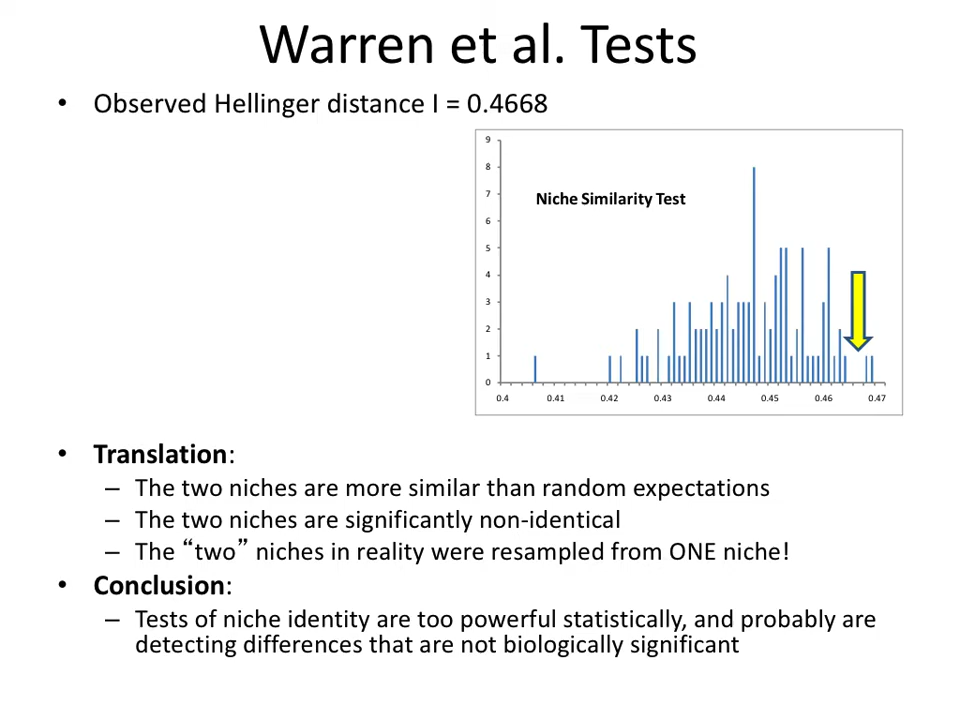 Warren et al. Tests
• Observed Hellinger distance I = 0.4668
9
8
7
6
5
4
3
2
1
0
Niche Similarity Test
0.4 0.41 0.42 0.43 0.44 0.45 0.46 0.47
• Translation:
– The two niches are more similar than random expectations
– The two niches are significantly non-identical
– The “two” niches in reality were resampled from ONE niche!
• Conclusion:
– Tests of niche identity are too powerful statistically, and probably are
detecting differences that are not biologically significant